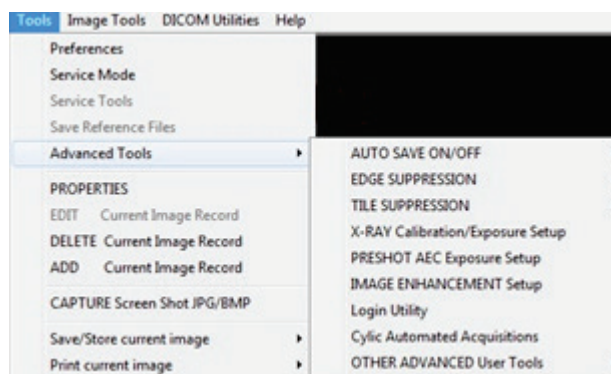 Tools Image Tools DICOM Utilities Help
Preferences
Service Mode
Service Tools
Save Reference Files
Advanced Tools
PROPERTIES
EDIT Current Image Record
DELETE Current Image Record
ADD Current Image Record
CAPTURE Screen Shot JPG/BMP
Save/Store current image
Print current image
AUTO SAVE ON/OFF
EDGE SUPPRESSION
TILE SUPPRESSION
X-RAY Calibration/Exposure Setup
PRESHOT AEC Exposure Setup
IMAGE ENHANCEMENT Setup
Login Utility
Cylic Automated Acquisitions
OTHER ADVANCED User Tools